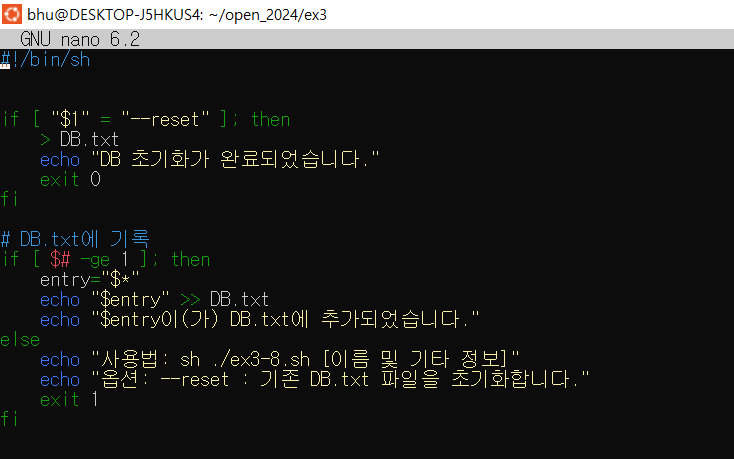 bhu@DESKTOP-J5HKUS4: ~/open_2024/ex3
GNU nano 6.2
#!/bin/sh
if [ "$1" = "--reset" ]; then
> DB.txt
echo "DB 초기화가 완료되었습니다."
exit 0
fi
# DB.txt에 기록
if [ $# -ge 1 ]; then
entry="$*"
echo "$entry" >> DB.txt
echo "$entry이(가) DB.txt에 추가되었습니다."
else
echo "사용법: sh ./ex3-8.sh [이름 및 기타 정보]"
echo "옵션: --reset : 기존 DB.txt 파일을 초기화합니다."
exit 1
fi